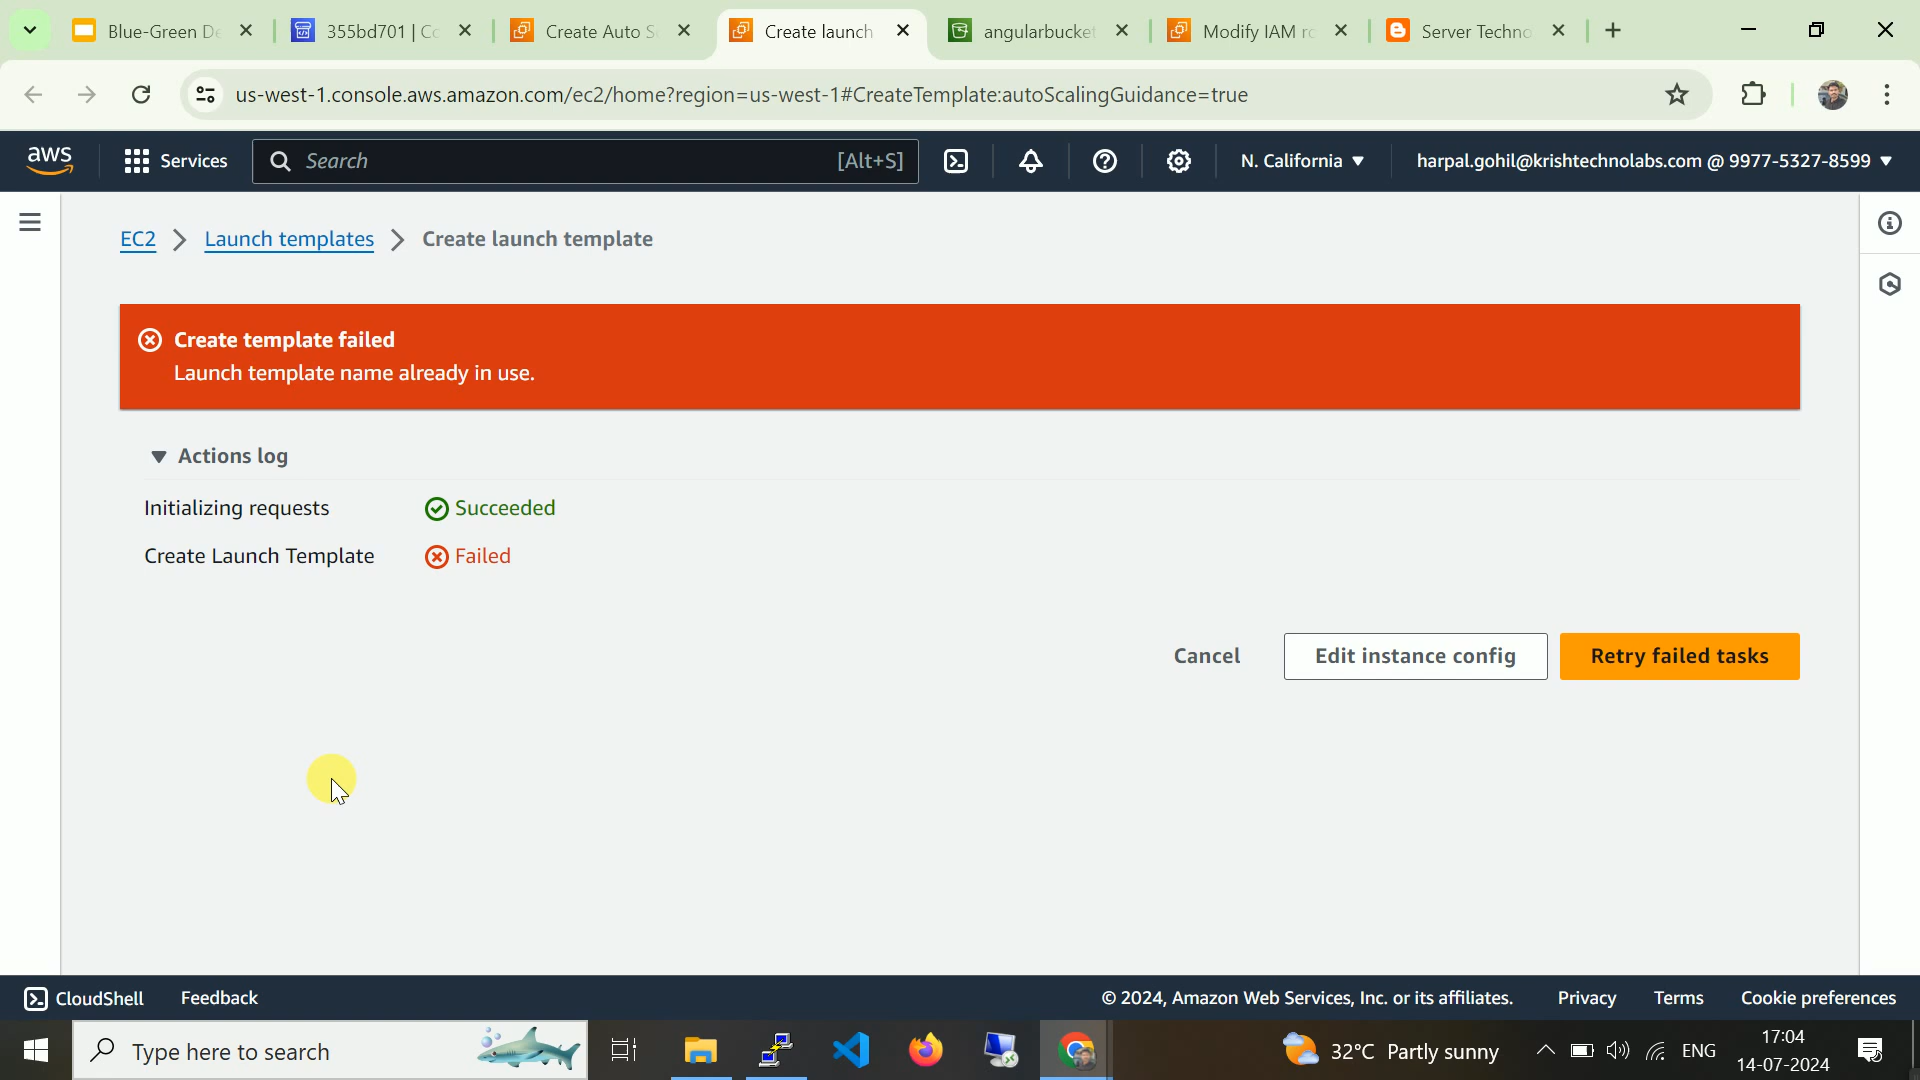 Blue-Green De
355bd701 | Co
Create Auto Sc
Create launch
angularbucket
Modify IAM ro
Server Techno
us-west-1.console.aws.amazon.com/ec2/home?region=us-west-1#CreateTemplate:autoScalingGuidance=true
aws
Services
Search
[Alt+S]
N. California
harpal.gohil@krishtechnolabs.com @ 9977-5327-8599
EC2
Launch templates
Create launch template
Create template failed
Launch template name already in use.
Actions log
Initializing requests
Succeeded
Create Launch Template
Failed
Cancel
Edit instance config
Retry failed tasks
CloudShell
Feedback
© 2024, Amazon Web Services, Inc. or its affiliates.
Privacy
Terms
Cookie preferences
Type here to search
32°C Partly sunny
ENG
17:04
14-07-2024